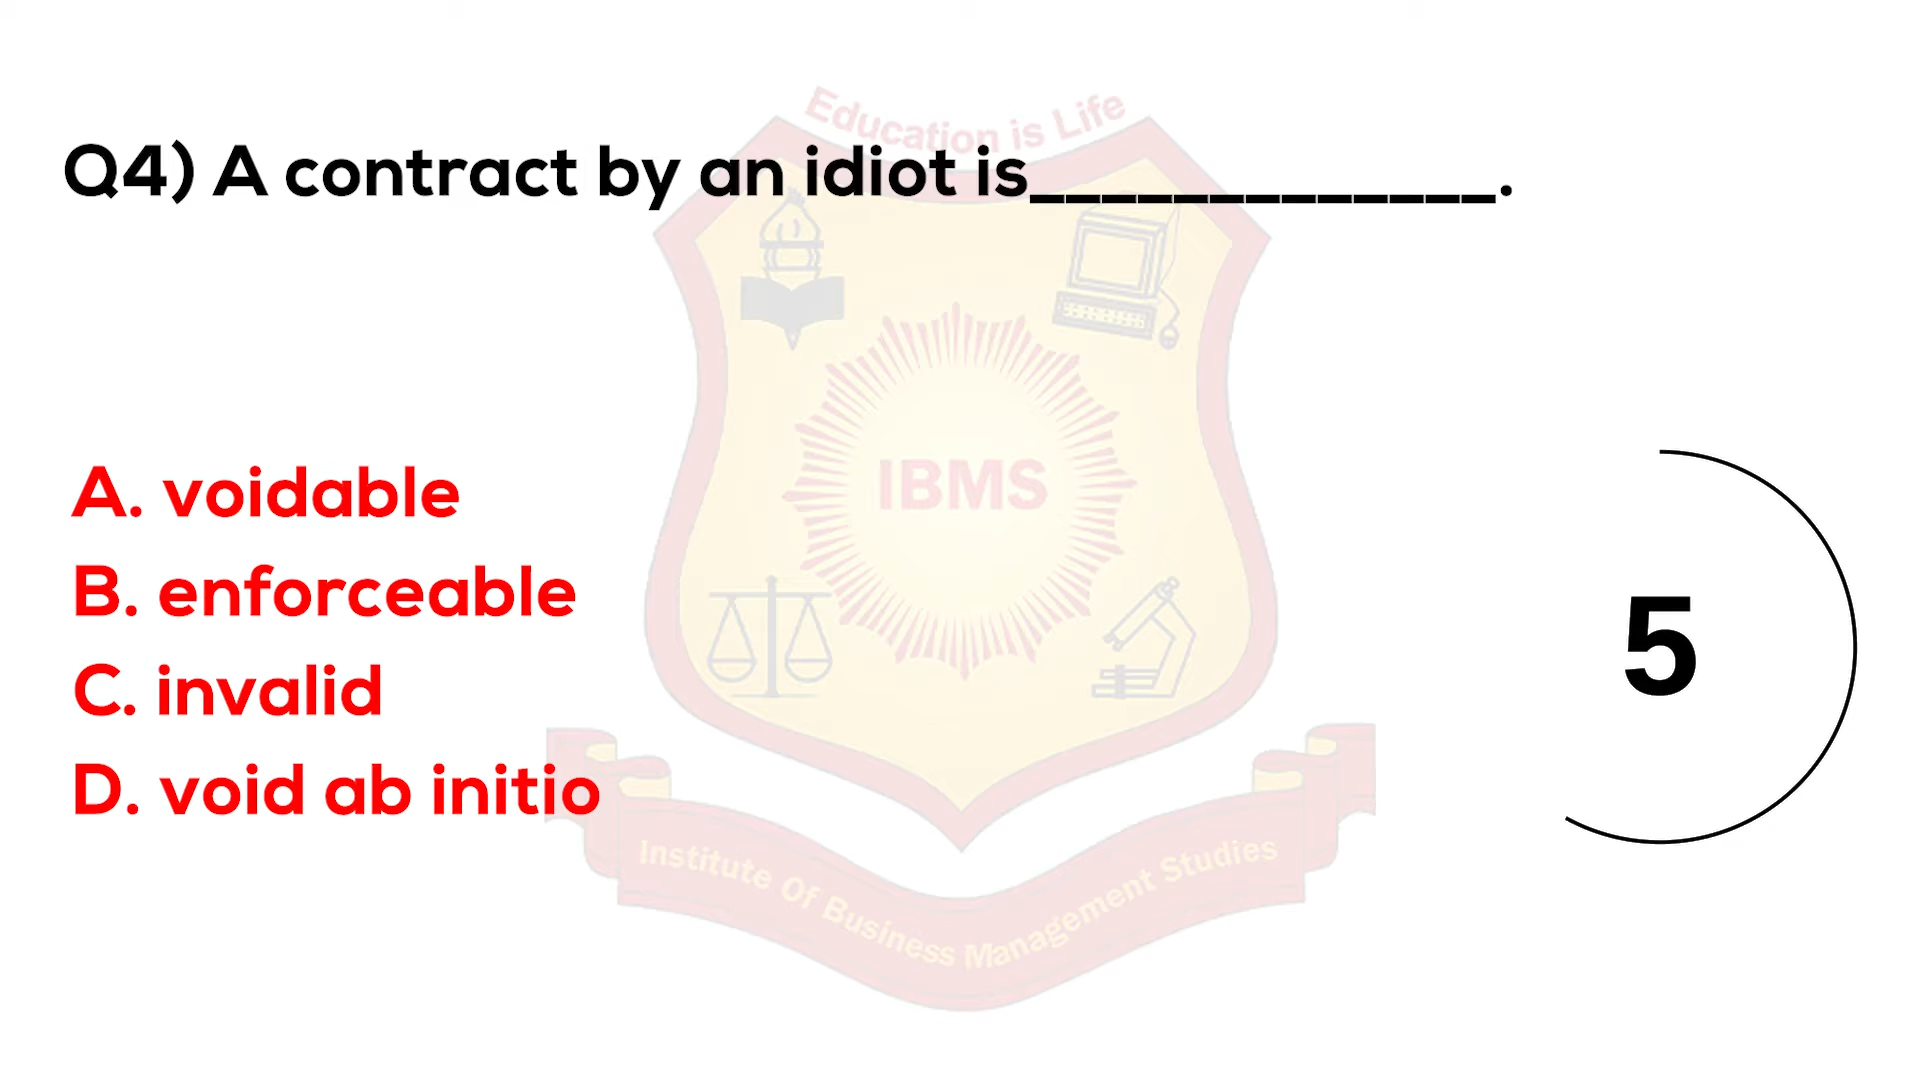 Education is Life
Q4) A contract by an idiot is_____________.
IBMS
A. voidable
B. enforceable
C. invalid
D. void ab initio
5
Institute Of Business Management Studies